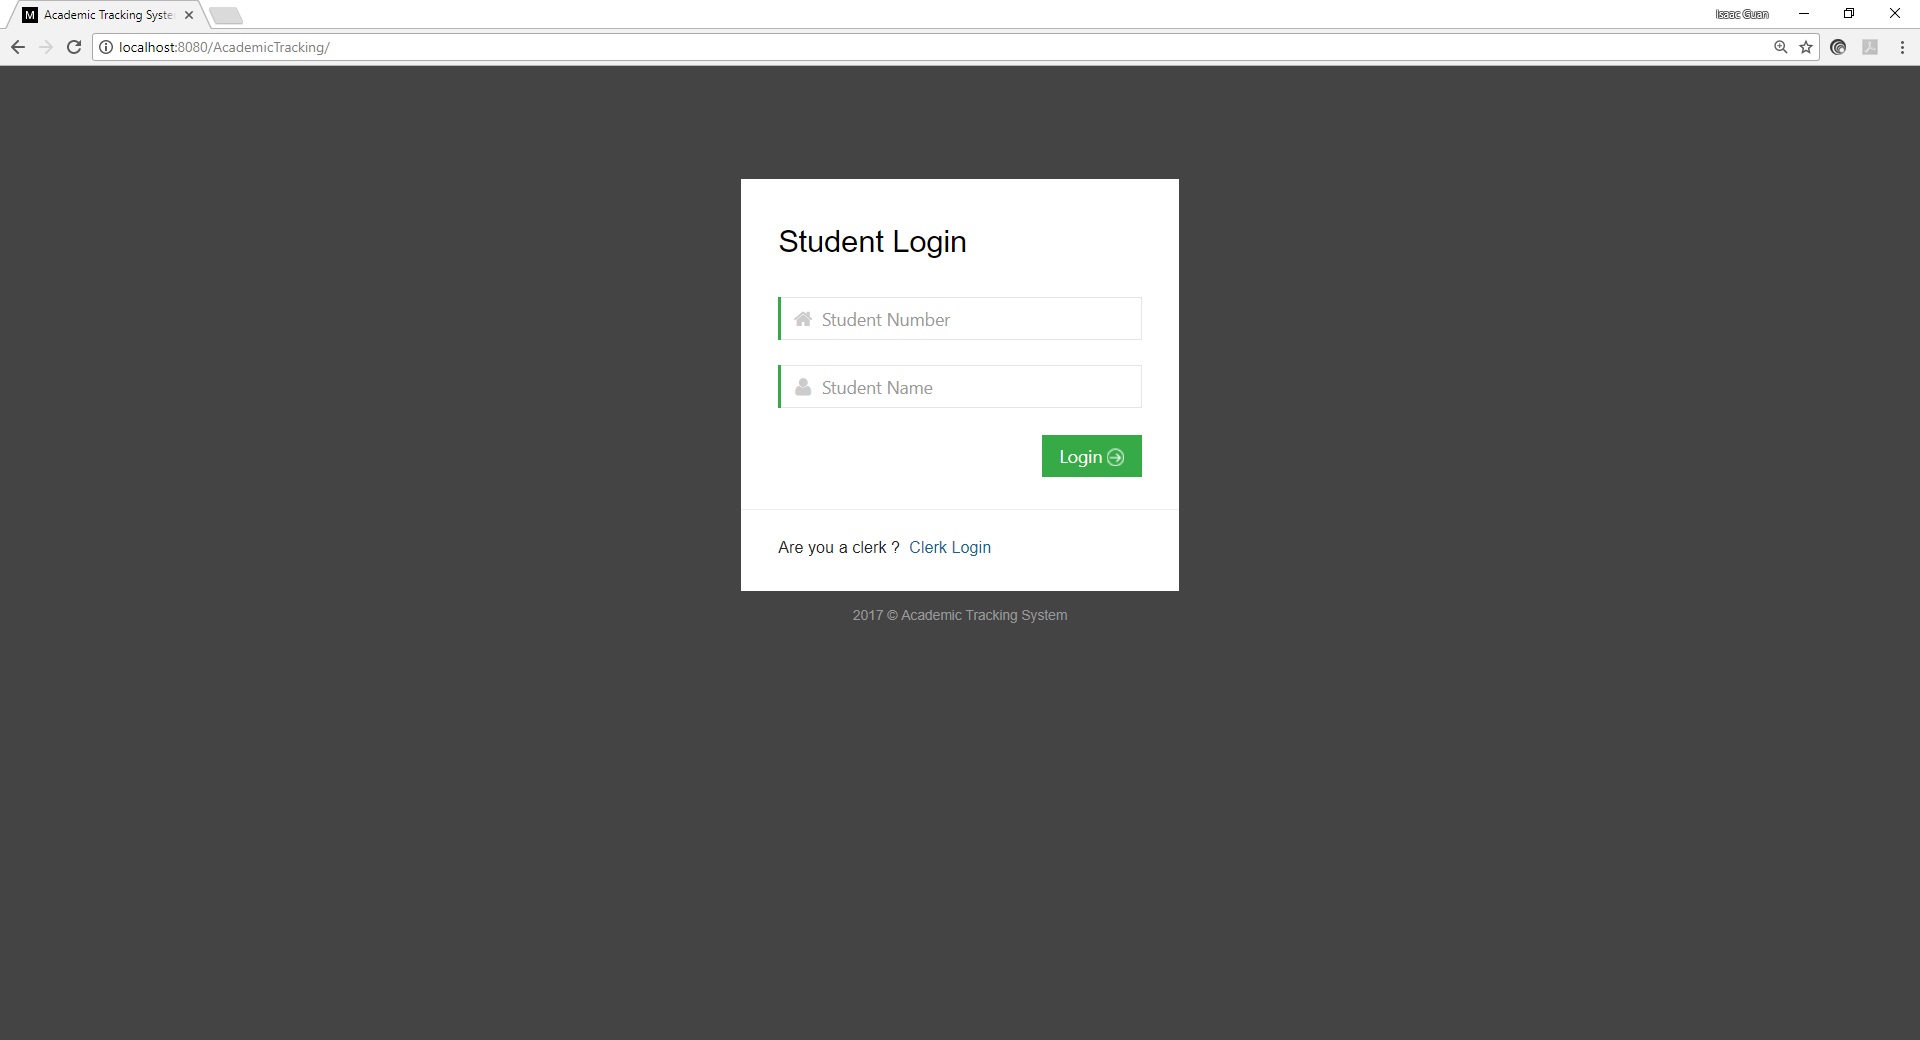 M Academic Tracking Syste
Isaac Guan
localhost:8080/AcademicTracking/
Student Login
Student Number
Student Name
Login
Are you a clerk ? Clerk Login
2017 © Academic Tracking System